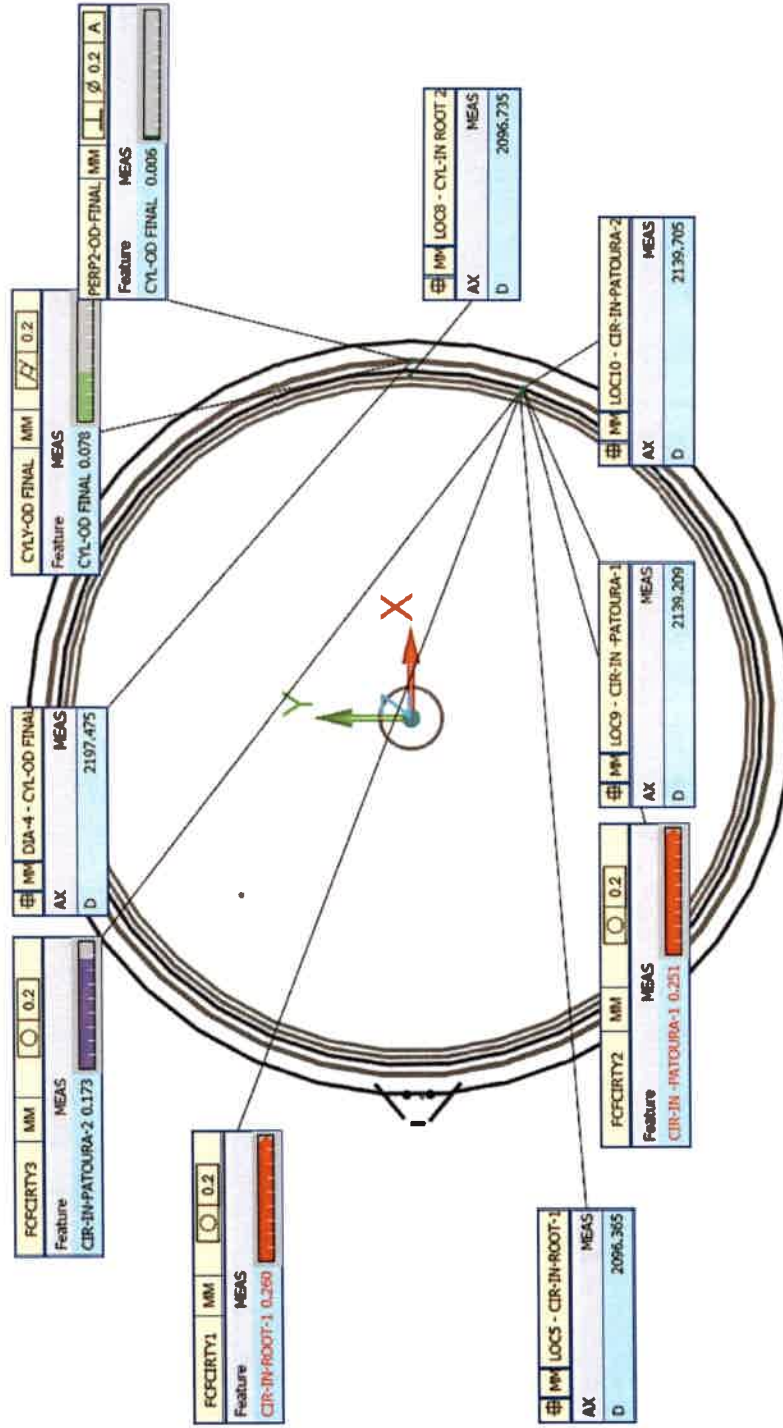 FCFCIRTY3 MM ○ 0.2
Feature MEAS
CIR-IN-PATOURA-2 0.173
MM DIA-4 - CYL-OD FINAL
AX MEAS
D 2197.475
CYLY-OD FINAL MM ⌭ 0.2
Feature MEAS
CYL-OD FINAL 0.078
PERP2-OD-FINAL MM ⊥ Ø 0.2 A
Feature MEAS
CYL-OD FINAL 0.006
FCFCIRTY1 MM ○ 0.2
Feature MEAS
CIR-IN-ROOT-1 0.260
Y
X
Z
MM LOC8 - CYL-IN ROOT 2
AX MEAS
D 2096.735
MM LOC5 - CIR-IN-ROOT-1
AX MEAS
D 2096.365
FCFCIRTY2 MM ○ 0.2
Feature MEAS
CIR-IN -PATOURA-1 0.251
MM LOC9 - CIR-IN -PATOURA-1
AX MEAS
D 2139.209
MM LOC10 - CIR-IN-PATOURA-2
AX MEAS
D 2139.705